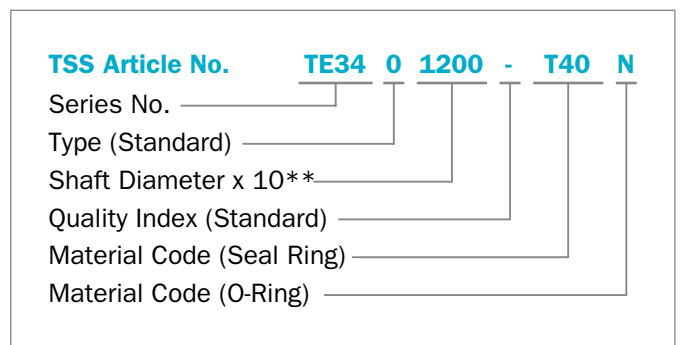 TSS Article No. TE34 0 1200 - T40 N
Series No.
Type (Standard)
Shaft Diameter x 10**
Quality Index (Standard)
Material Code (Seal Ring)
Material Code (O-Ring)